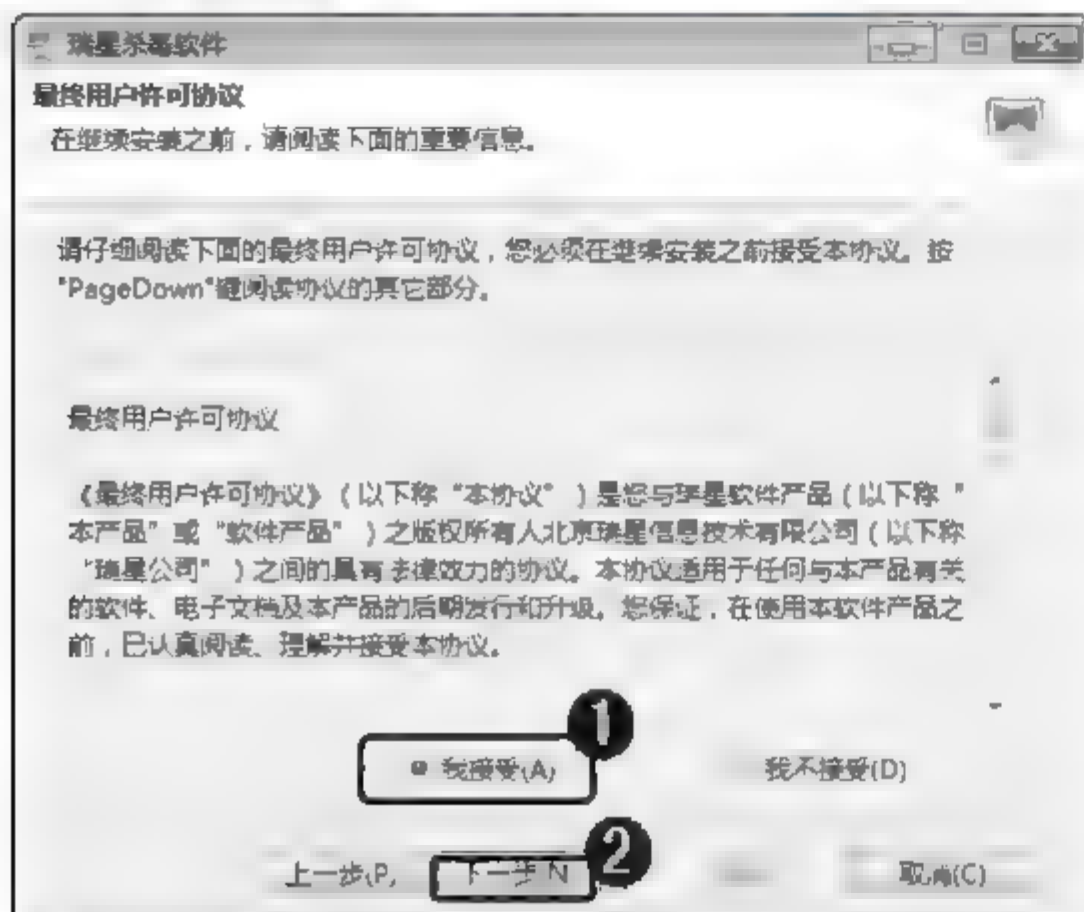 瑞星杀毒软件
最终用户许可协议
在继续安装之前，请阅读下面的重要信息。
请仔细阅读下面的最终用户许可协议，您必须在继续安装之前接受本协议。按
"PageDown"键阅读协议的其它部分。
最终用户许可协议
《最终用户许可协议》（以下称“本协议”）是您与瑞星软件产品（以下称“
本产品”或“软件产品”）之版权所有人北京瑞星信息技术有限公司（以下称
“瑞星公司”）之间的具有法律效力的协议。本协议适用于任何与本产品有关
的软件、电子文档及本产品的后期发行和升级。您保证，在使用本软件产品之
前，已认真阅读、理解并接受本协议。
1
我接受(A) 我不接受(D)
2
上一步(P, 下一步 N 取消(C)